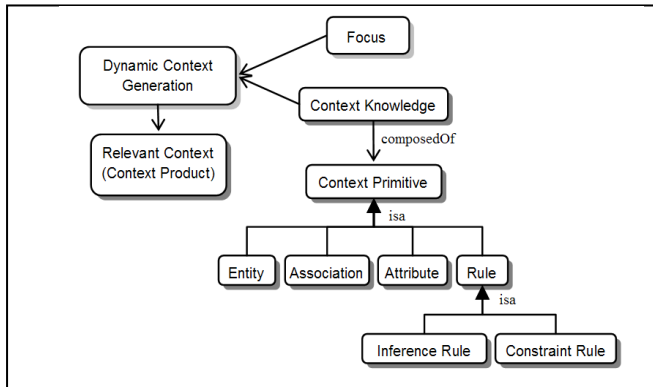 Focus
Dynamic Context
Generation
Context Knowledge
composedOf
Relevant Context
(Context Product)
Context Primitive
isa
Entity
Association
Attribute
Rule
isa
Inference Rule
Constraint Rule